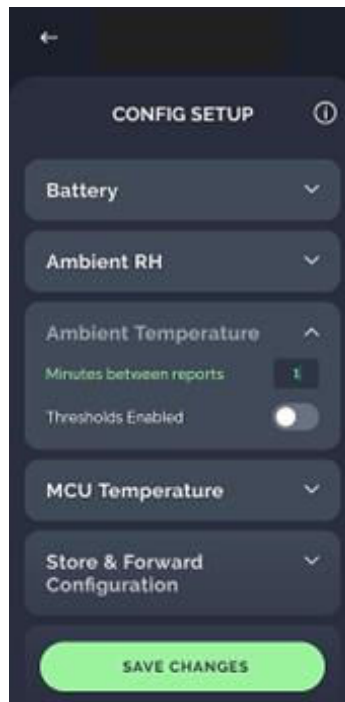 CONFIG SETUP
Battery
Ambient RH
Ambient Temperature
Minutes between reports 1
Thresholds Enabled
MCU Temperature
Store & Forward
Configuration
SAVE CHANGES